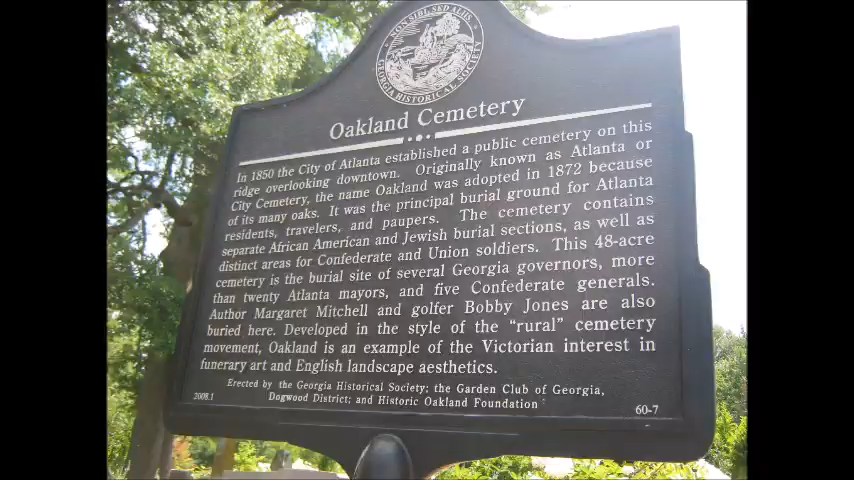 NON SIBI, SED ALIIS
GEORGIA HISTORICAL SOCIETY
Oakland Cemetery
In 1850 the City of Atlanta established a public cemetery on this
ridge overlooking downtown. Originally known as Atlanta or
City Cemetery, the name Oakland was adopted in 1872 because
of its many oaks. It was the principal burial ground for Atlanta
residents, travelers, and paupers. The cemetery contains
separate African American and Jewish burial sections, as well as
distinct areas for Confederate and Union soldiers. This 48-acre
cemetery is the burial site of several Georgia governors, more
than twenty Atlanta mayors, and five Confederate generals.
Author Margaret Mitchell and golfer Bobby Jones are also
buried here. Developed in the style of the “rural” cemetery
movement, Oakland is an example of the Victorian interest in
funerary art and English landscape aesthetics.
Erected by the Georgia Historical Society; the Garden Club of Georgia,
Dogwood District; and Historic Oakland Foundation
2008.1
60-7